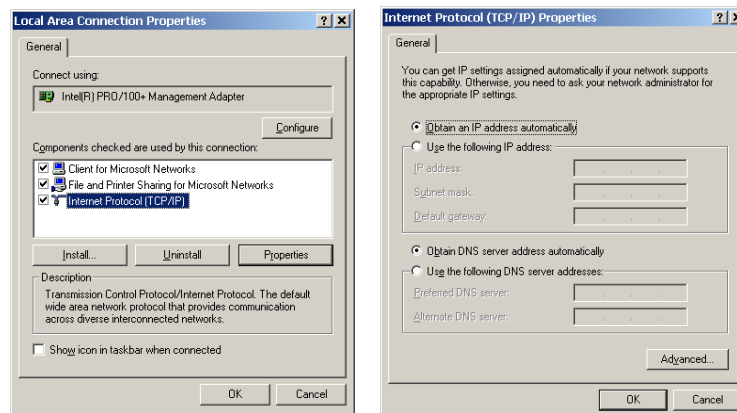 Local Area Connection Properties
General
Connect using:
Intel(R) PRO/100+ Management Adapter
Configure
Components checked are used by this connection:
Client for Microsoft Networks
File and Printer Sharing for Microsoft Networks
Internet Protocol (TCP/IP)
Install...
Uninstall
Properties
Description
Transmission Control Protocol/Internet Protocol. The default
wide area network protocol that provides communication
across diverse interconnected networks.
Show icon in taskbar when connected
OK
Cancel
Internet Protocol (TCP/IP) Properties
General
You can get IP settings assigned automatically if your network supports
this capability. Otherwise, you need to ask your network administrator for
the appropriate IP settings.
Obtain an IP address automatically
Use the following IP address:
IP address:
Subnet mask:
Default gateway:
Obtain DNS server address automatically
Use the following DNS server addresses:
Preferred DNS server:
Alternate DNS server:
Advanced...
OK
Cancel